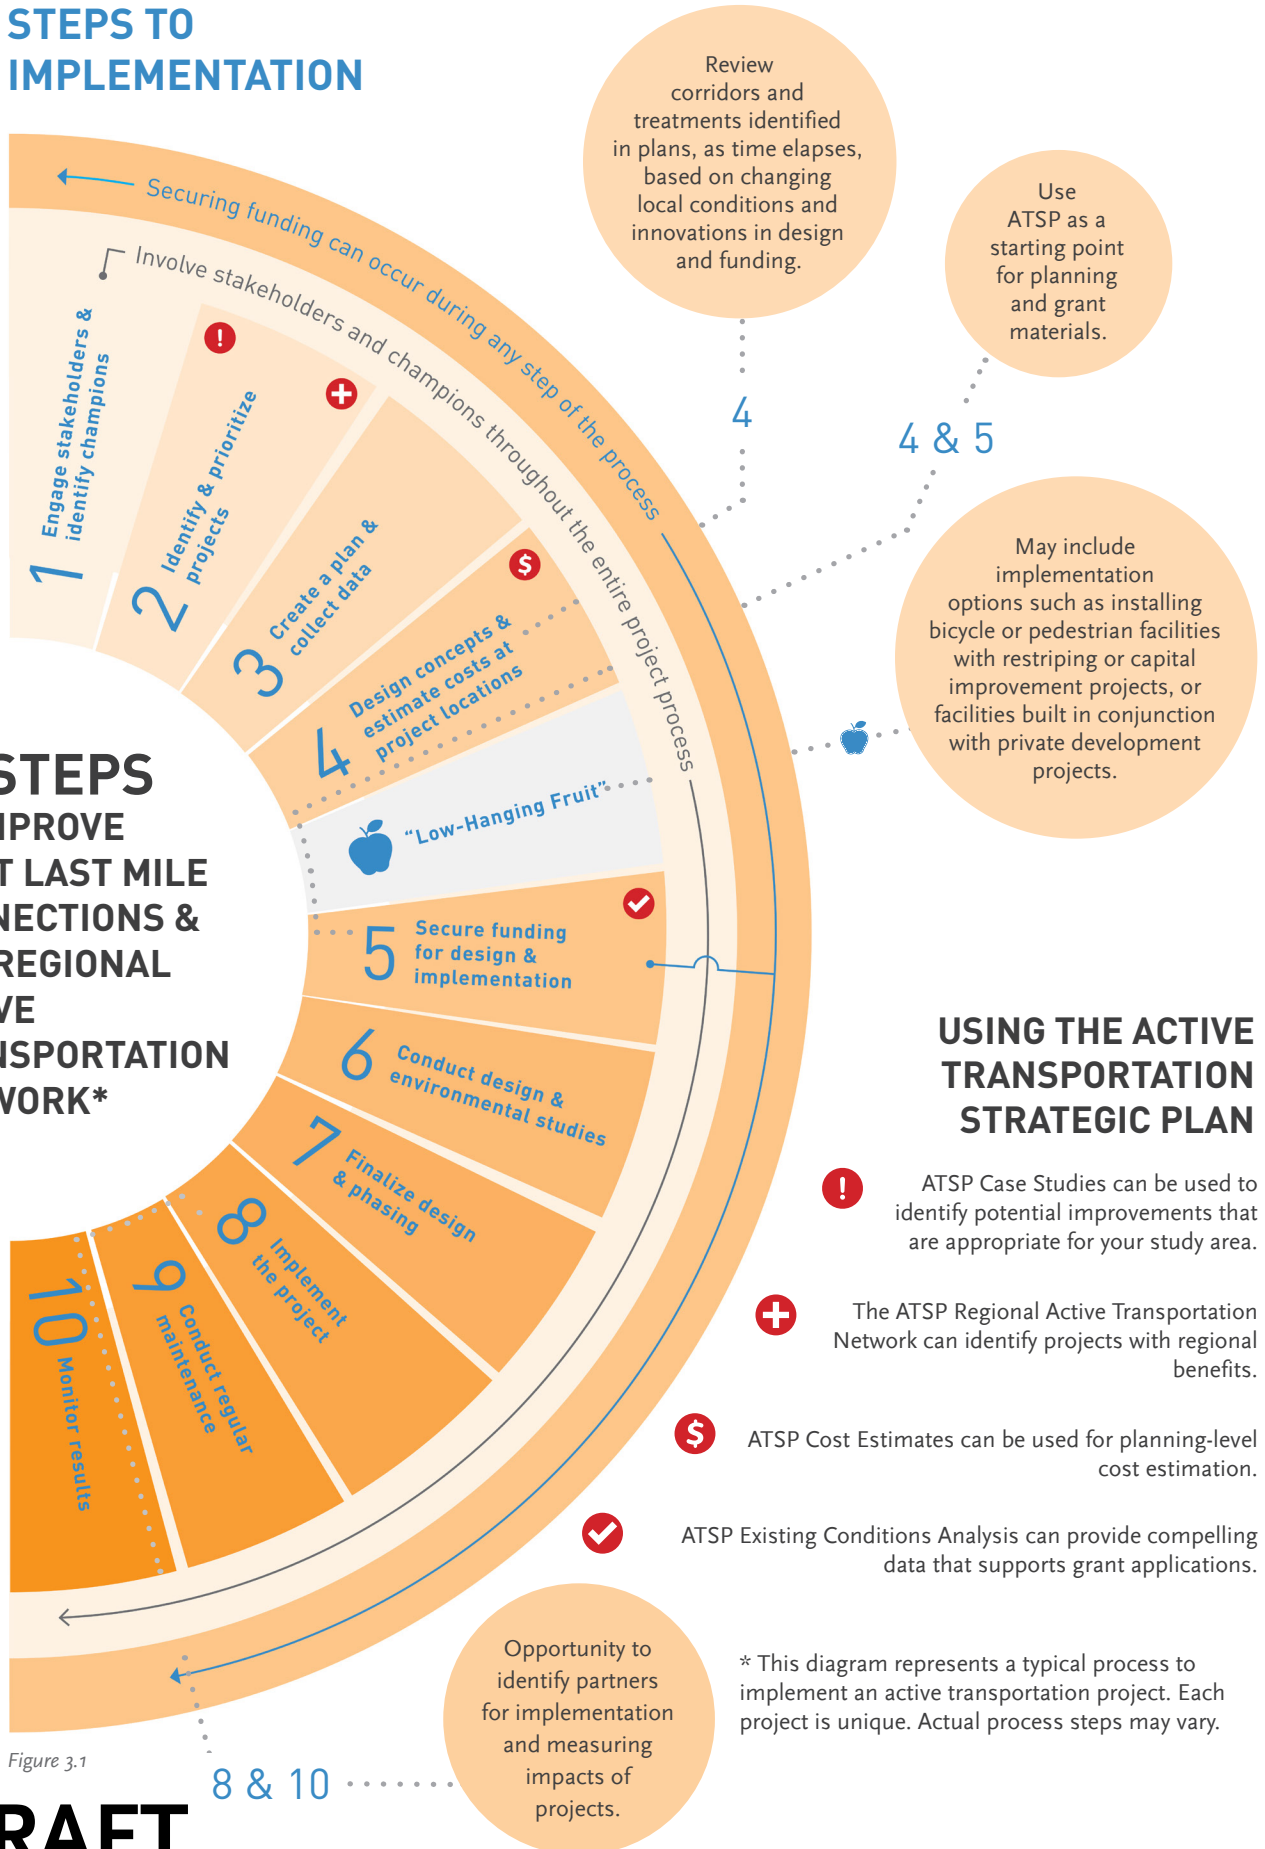 STEPS TO
IMPLEMENTATION
Securing funding can occur during any step of the process
Involve stakeholders and champions throughout the entire project process
1 Engage stakeholders &
identify champions
2 Identify & prioritize
projects
3 Create a plan &
collect data
4 Design concepts &
estimate costs at
project locations
"Low-Hanging Fruit"
5 Secure funding
for design &
implementation
6 Conduct design &
environmental studies
7 Finalize design
& phasing
8 Implement
the project
9 Conduct regular
maintenance
10 Monitor results
STEPS
MPROVE
T LAST MILE
NECTIONS &
REGIONAL
VE
NSPORTATION
WORK*
Review
corridors and
treatments identified
in plans, as time elapses,
based on changing
local conditions and
innovations in design
and funding.
4
Use
ATSP as a
starting point
for planning
and grant
materials.
4 & 5
May include
implementation
options such as installing
bicycle or pedestrian facilities
with restriping or capital
improvement projects, or
facilities built in conjunction
with private development
projects.
USING THE ACTIVE
TRANSPORTATION
STRATEGIC PLAN
! ATSP Case Studies can be used to
identify potential improvements that
are appropriate for your study area.
+ The ATSP Regional Active Transportation
Network can identify projects with regional
benefits.
$ ATSP Cost Estimates can be used for planning-level
cost estimation.
ATSP Existing Conditions Analysis can provide compelling
data that supports grant applications.
Opportunity to
identify partners
for implementation
and measuring
impacts of
projects.
8 & 10
* This diagram represents a typical process to
implement an active transportation project. Each
project is unique. Actual process steps may vary.
Figure 3.1
RAFT